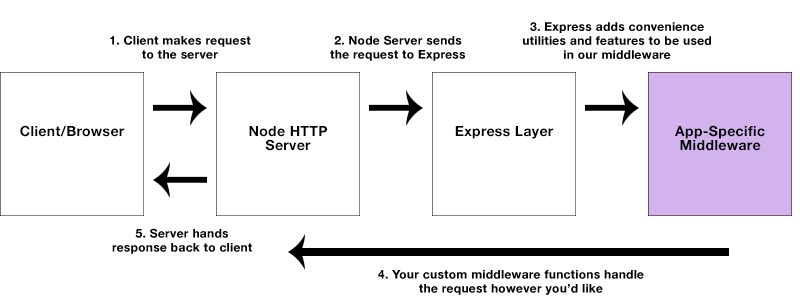 1. Client makes request
to the server
2. Node Server sends
the request to Express
3. Express adds convenience
utilities and features to be used
in our middleware
Client/Browser
Node HTTP
Server
Express Layer
App-Specific
Middleware
5. Server hands
response back to client
4. Your custom middleware functions handle
the request however you'd like